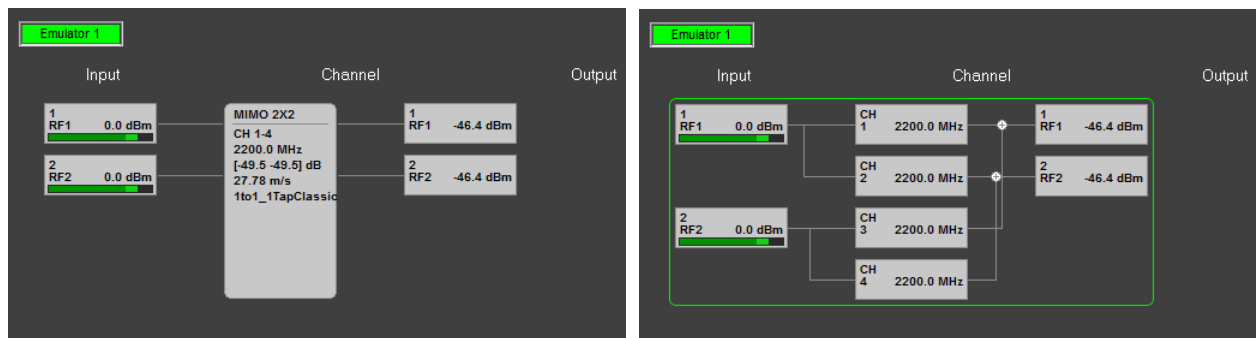 Emulator 1
Input Channel Output
1
RF1 0.0 dBm
2
RF2 0.0 dBm
MIMO 2X2
CH 1-4
2200.0 MHz
[-49.5 -49.5] dB
27.78 m/s
1to1_1TapClassic
1
RF1 -46.4 dBm
2
RF2 -46.4 dBm
Emulator 1
Input Channel Output
1
RF1 0.0 dBm
2
RF2 0.0 dBm
CH
1 2200.0 MHz
CH
2 2200.0 MHz
CH
3 2200.0 MHz
CH
4 2200.0 MHz
1
RF1 -46.4 dBm
2
RF2 -46.4 dBm